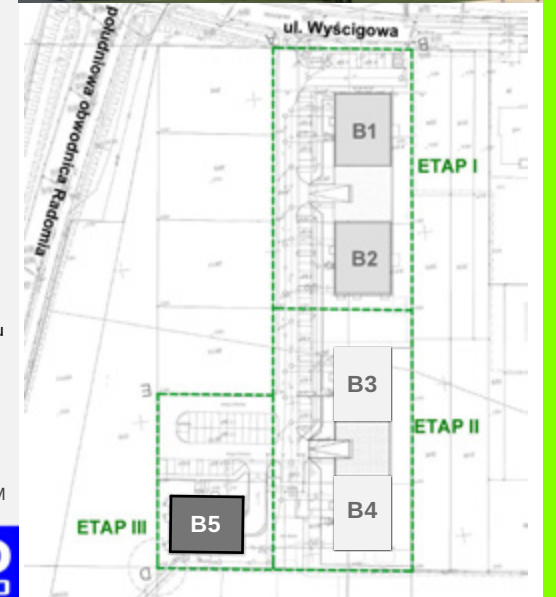 ul. Wyścigowa
południowa obwodnica Radomia
A
B
B1
ETAP I
B2
B3
E
ETAP II
B4
B5
ETAP III
D
M